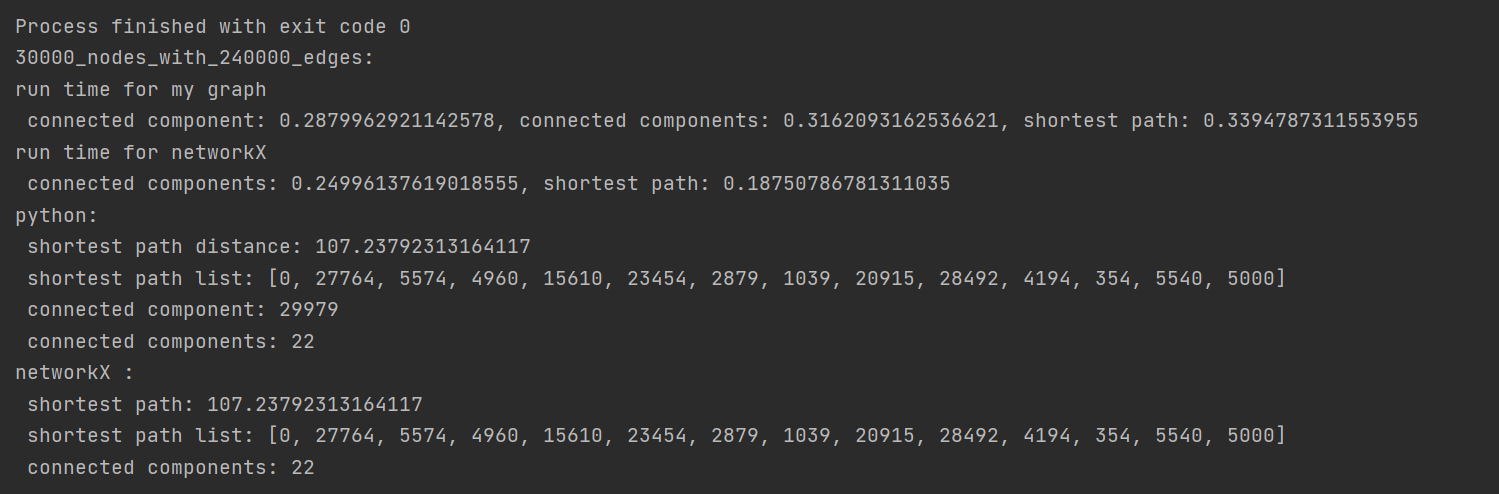 Process finished with exit code 0
30000_nodes_with_240000_edges:
run time for my graph
connected component: 0.2879962921142578, connected components: 0.3162093162536621, shortest path: 0.3394787311553955
run time for networkX
connected components: 0.24996137619018555, shortest path: 0.18750786781311035
python:
shortest path distance: 107.23792313164117
shortest path list: [0, 27764, 5574, 4960, 15610, 23454, 2879, 1039, 20915, 28492, 4194, 354, 5540, 5000]
connected component: 29979
connected components: 22
networkX :
shortest path: 107.23792313164117
shortest path list: [0, 27764, 5574, 4960, 15610, 23454, 2879, 1039, 20915, 28492, 4194, 354, 5540, 5000]
connected components: 22